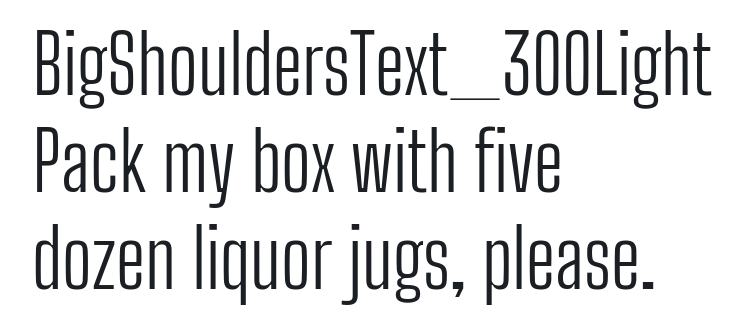 BigShouldersText_300Light
Pack my box with five
dozen liquor jugs, please.